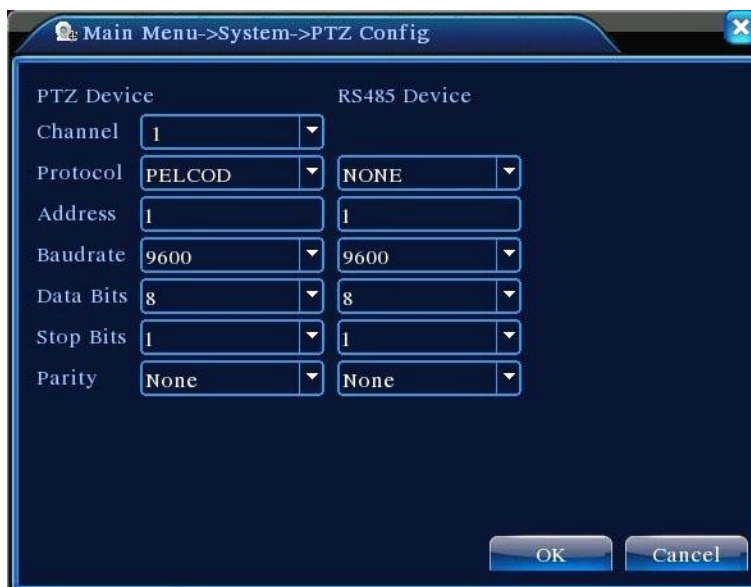 Main Menu->System->PTZ Config
PTZ Device RS485 Device
Channel 1
Protocol PELCOD NONE
Address 1 1
Baudrate 9600 9600
Data Bits 8 8
Stop Bits 1 1
Parity None None
OK Cancel